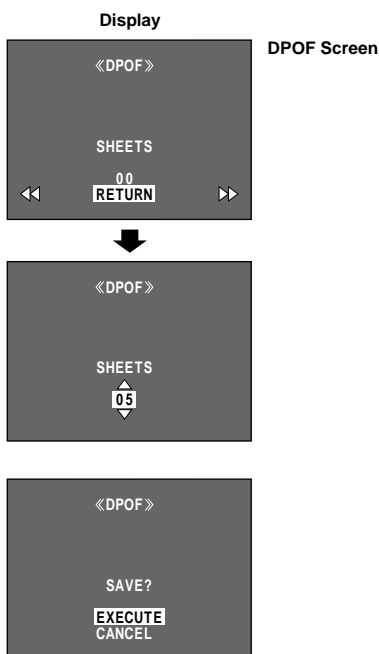 Display
DPOF Screen
《DPOF》
SHEETS
00
RETURN
《DPOF》
SHEETS
05
《DPOF》
SAVE?
EXECUTE
CANCEL